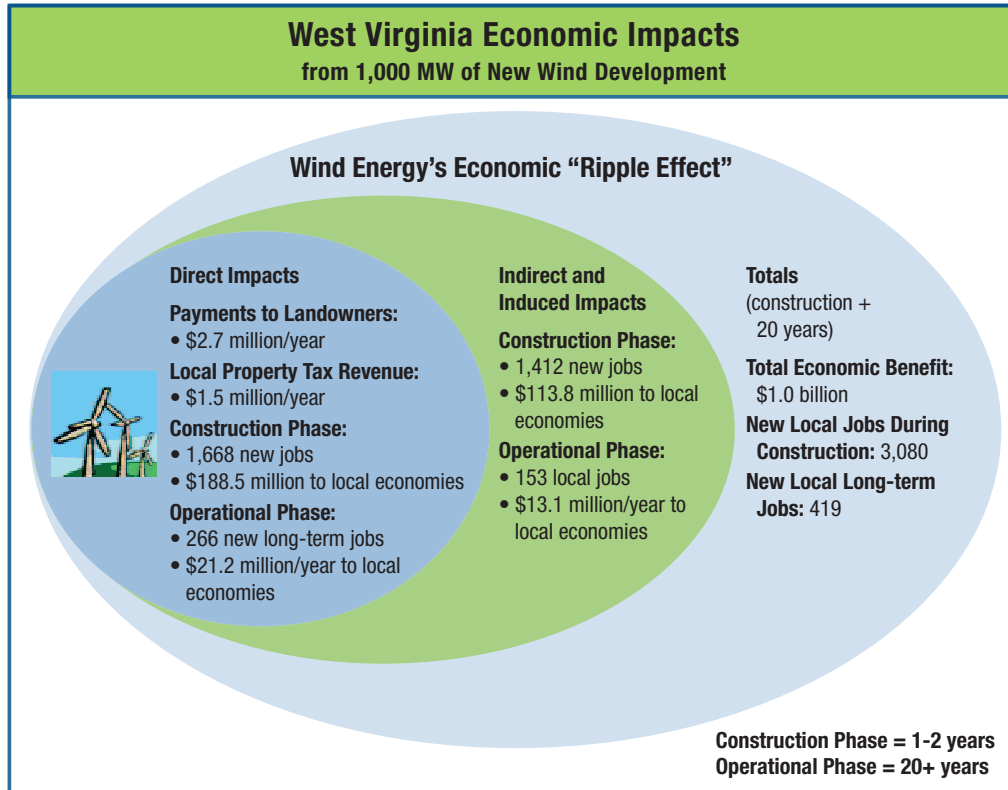 West Virginia Economic Impacts
from 1,000 MW of New Wind Development
Wind Energy’s Economic “Ripple Effect”
Direct Impacts
Payments to Landowners:
• $2.7 million/year
Local Property Tax Revenue:
• $1.5 million/year
Construction Phase:
• 1,668 new jobs
• $188.5 million to local economies
Operational Phase:
• 266 new long-term jobs
• $21.2 million/year to local
economies
Indirect and
Induced Impacts
Construction Phase:
• 1,412 new jobs
• $113.8 million to local
economies
Operational Phase:
• 153 local jobs
• $13.1 million/year to
local economies
Totals
(construction +
20 years)
Total Economic Benefit:
$1.0 billion
New Local Jobs During
Construction: 3,080
New Local Long-term
Jobs: 419
Construction Phase = 1-2 years
Operational Phase = 20+ years